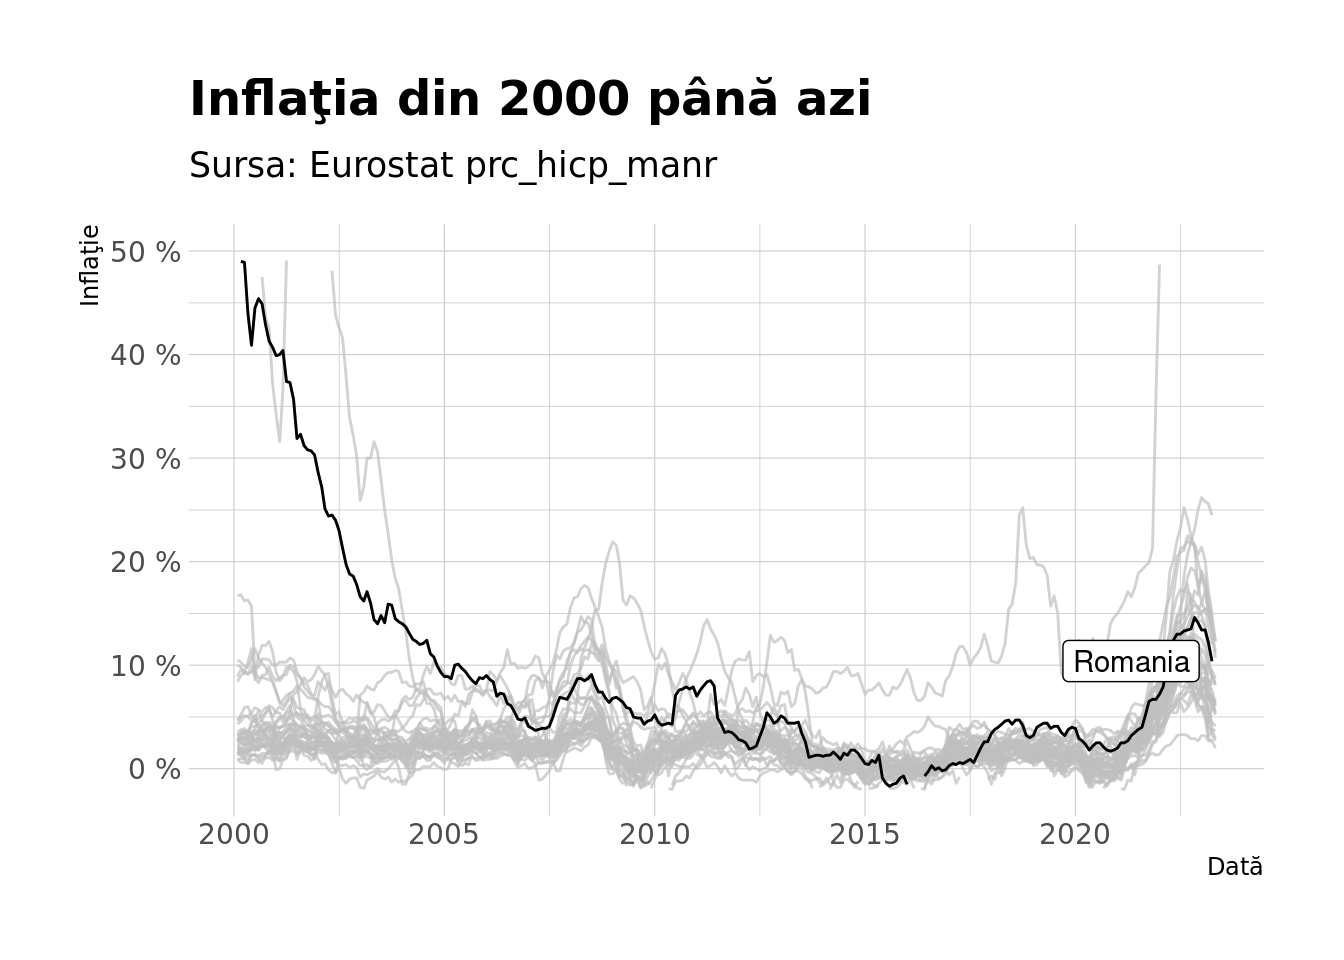 Inflaţia din 2000 până azi
Sursa: Eurostat prc_hicp_manr
Inflaţie
50 %
40 %
30 %
20 %
10 %
0 %
Romania
2000 2005 2010 2015 2020
Dată